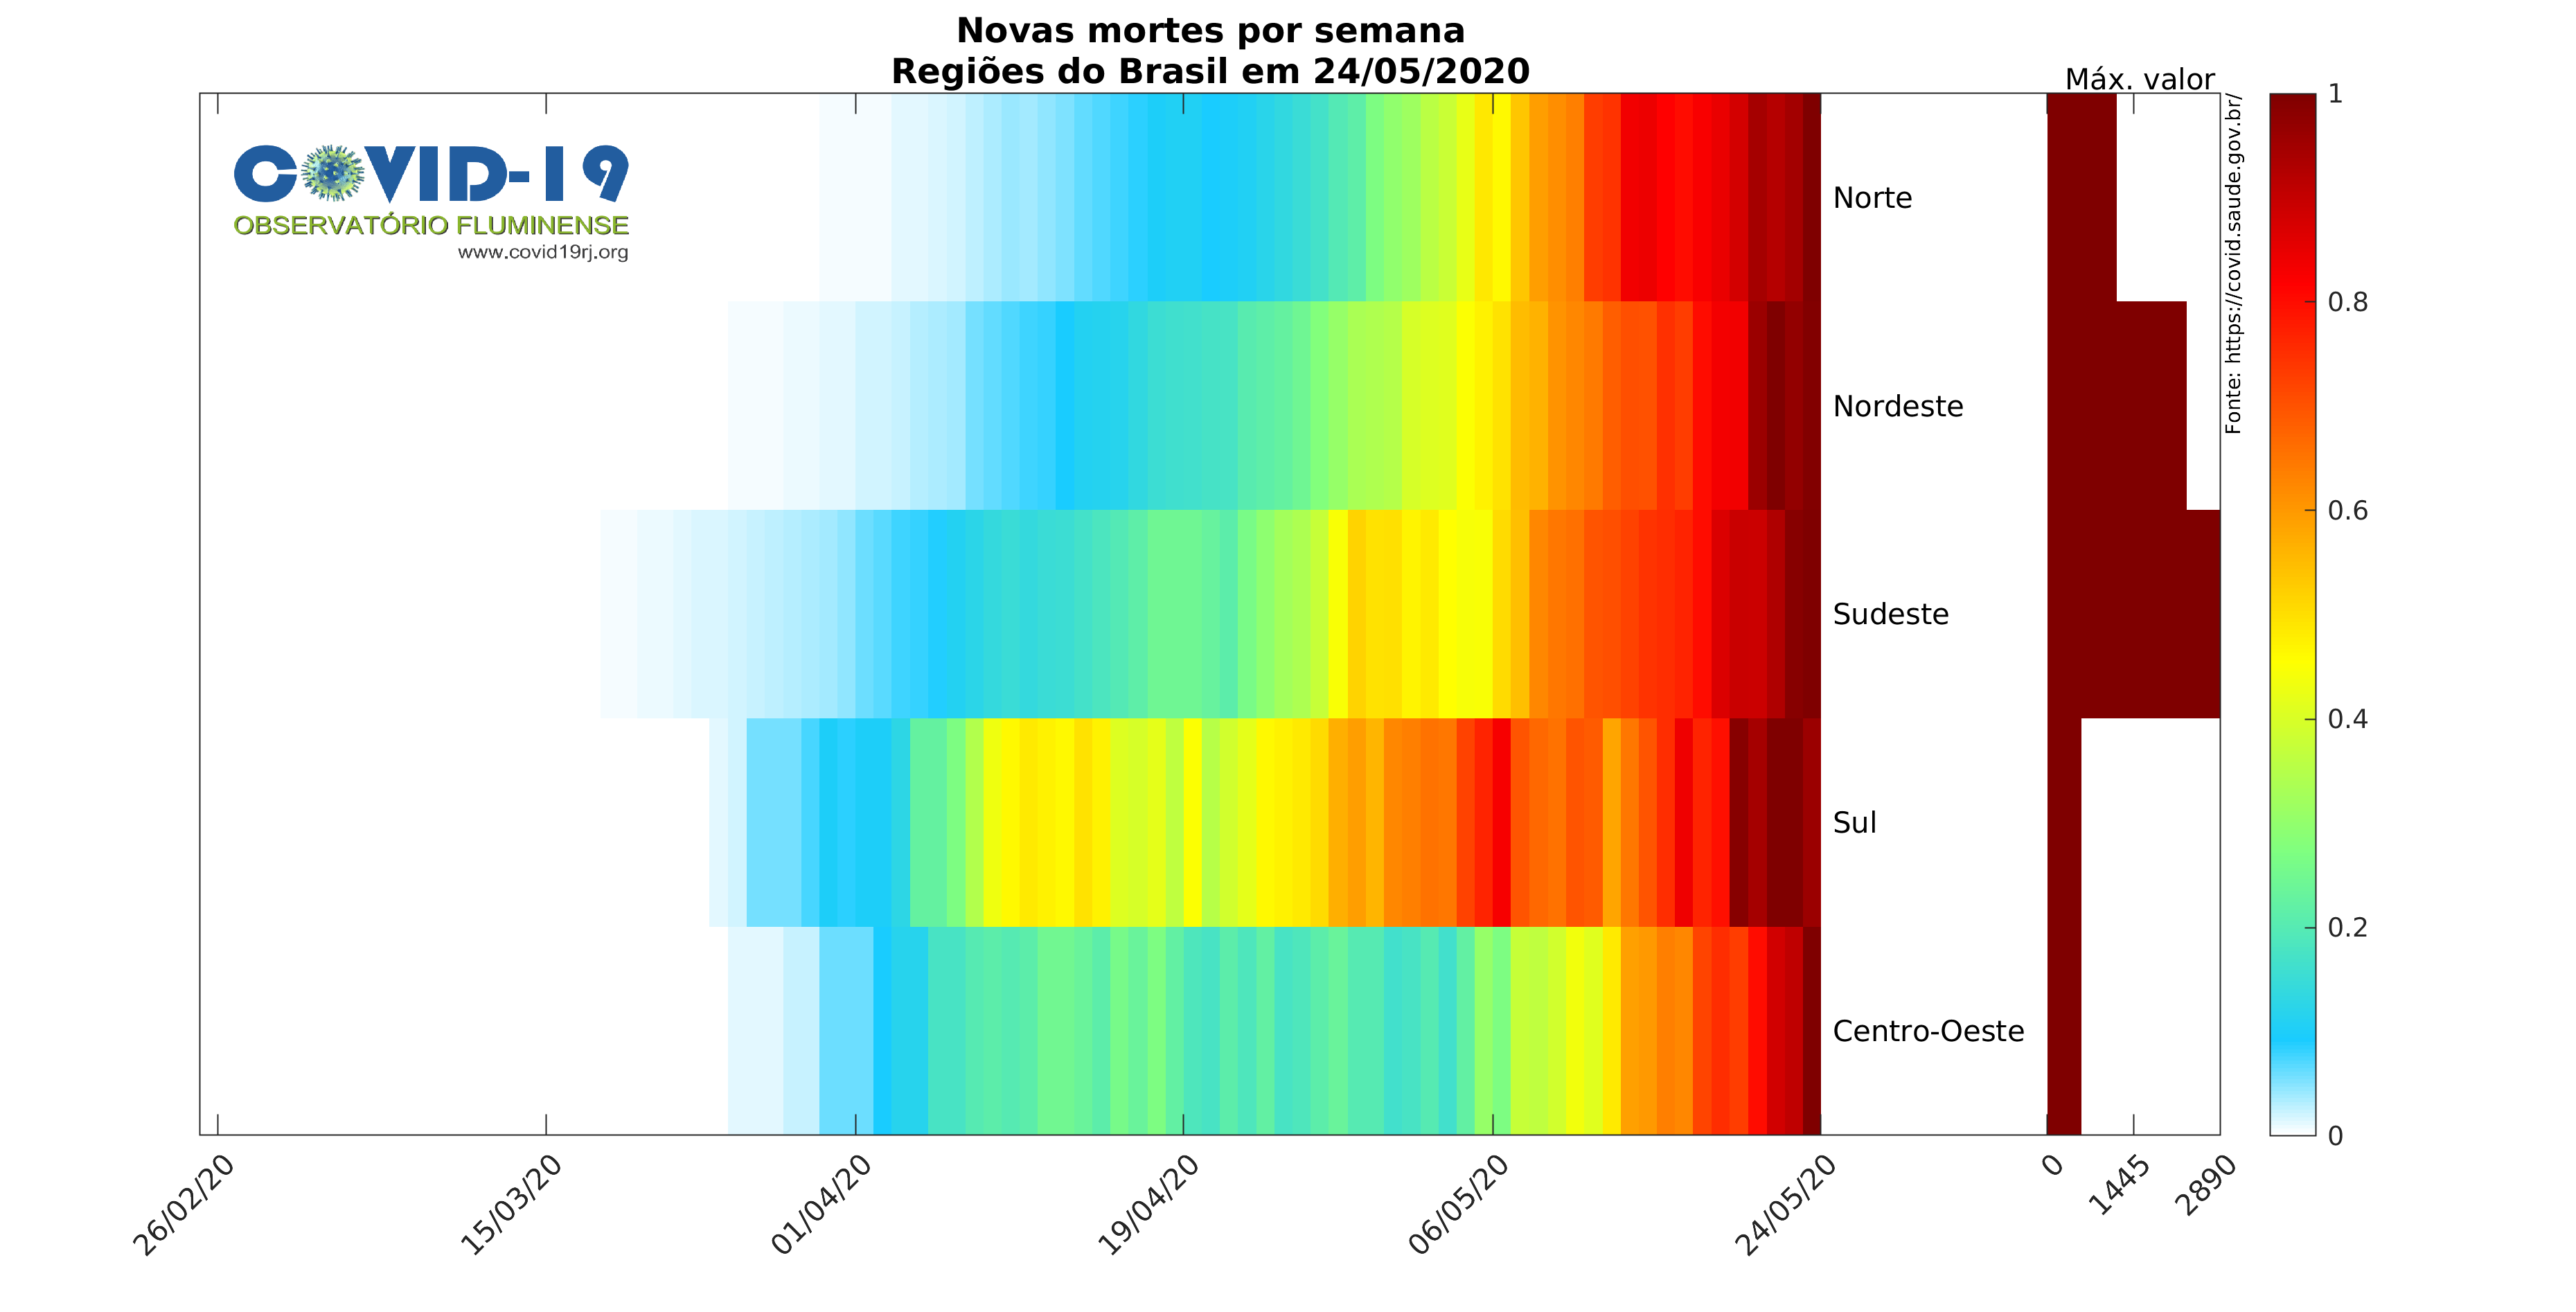 Novas mortes por semana
Regiões do Brasil em 24/05/2020
Máx. valor
COVID-19
OBSERVATÓRIO FLUMINENSE
www.covid19rj.org
Norte
Nordeste
Sudeste
Sul
Centro-Oeste
Fonte: https://covid.saude.gov.br/
1
0.8
0.6
0.4
0.2
0
26/02/20
15/03/20
01/04/20
19/04/20
06/05/20
24/05/20
0
1445
2890